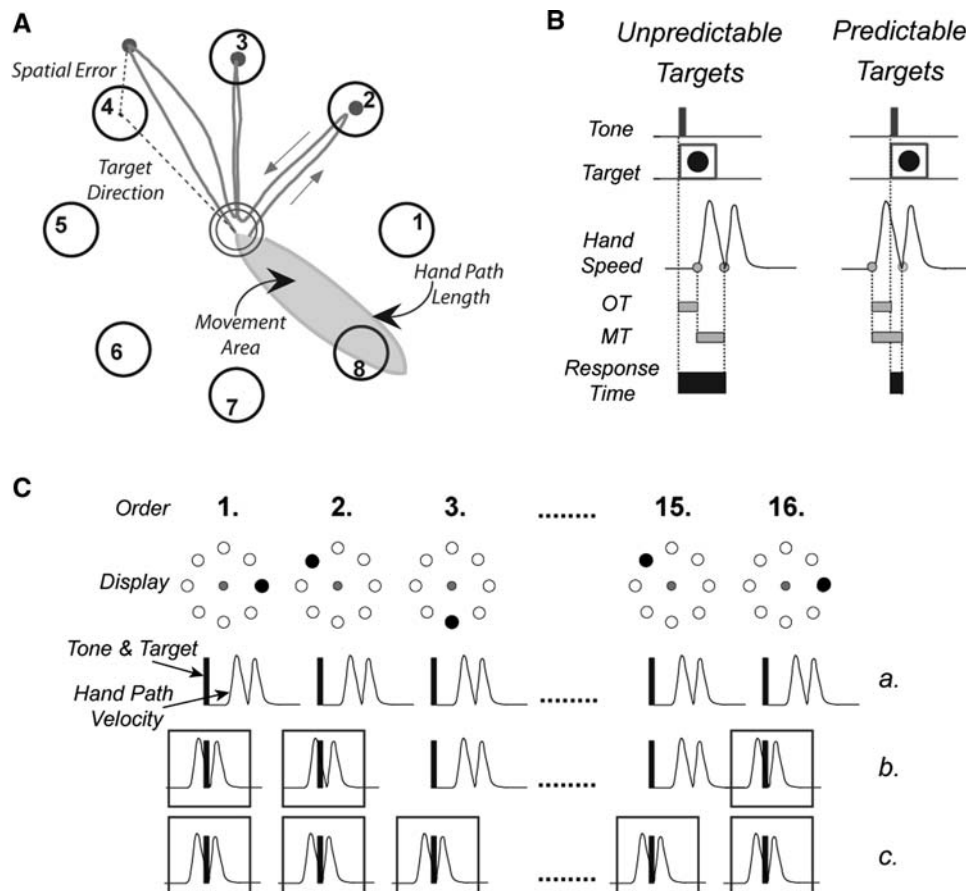 A
Spatial Error
3
2
4
Target
Direction
5
1
Hand Path
Length
Movement
Area
6
8
7
B
Unpredictable
Targets
Predictable
Targets
Tone
Target
Hand
Speed
OT
MT
Response
Time
C
Order 1. 2. 3. ........ 15. 16.
Display
Tone & Target
Hand Path
Velocity
........ a.
........ b.
........ c.